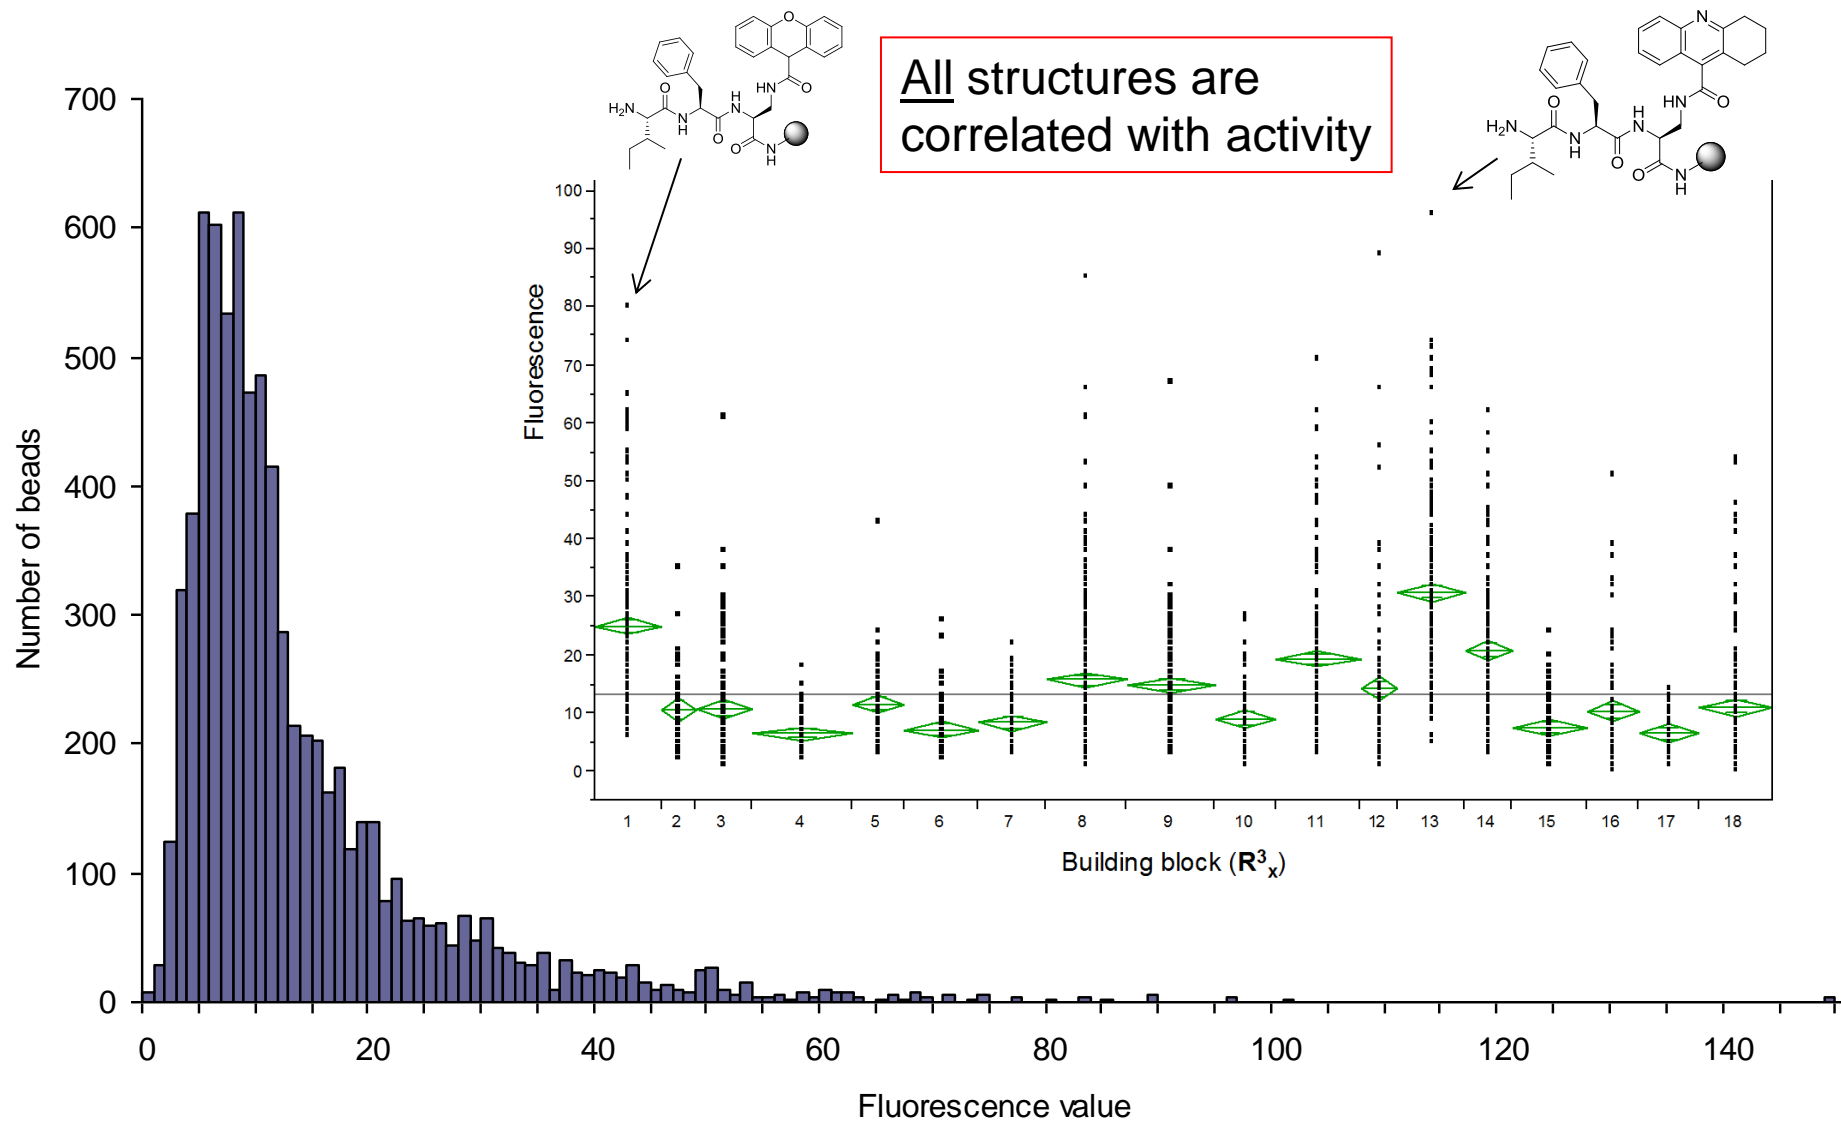 All structures are
correlated with activity
O
O
NH
O
H
N
O
H2N
N
H
O
O
NH
N
O
NH
O
H
N
O
H2N
N
H
O
O
N
H
Number of beads
700
600
500
400
300
200
100
0
0 20 40 60 80 100 120 140
Fluorescence value
Fluorescence
100
90
80
70
60
50
40
30
20
10
0
1 2 3 4 5 6 7 8 9 10 11 12 13 14 15 16 17 18
Building block (R3x)